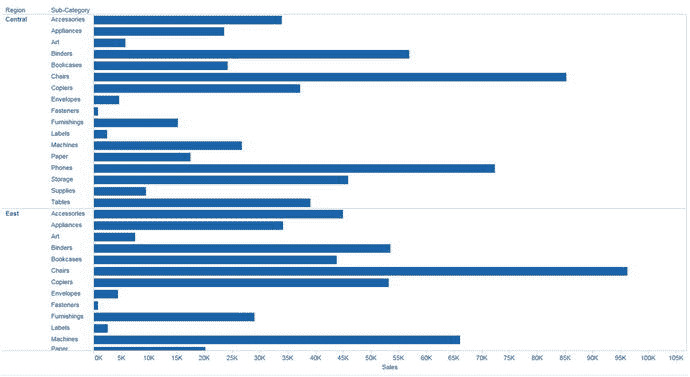 Region Sub-Category
Central Accessories
Appliances
Art
Binders
Bookcases
Chairs
Copiers
Envelopes
Fasteners
Furnishings
Labels
Machines
Paper
Phones
Storage
Supplies
Tables
East Accessories
Appliances
Art
Binders
Bookcases
Chairs
Copiers
Envelopes
Fasteners
Furnishings
Labels
Machines
Paper
0K 5K 10K 15K 20K 25K 30K 35K 40K 45K 50K 55K 60K 65K 70K 75K 80K 85K 90K 95K 100K 105K
Sales